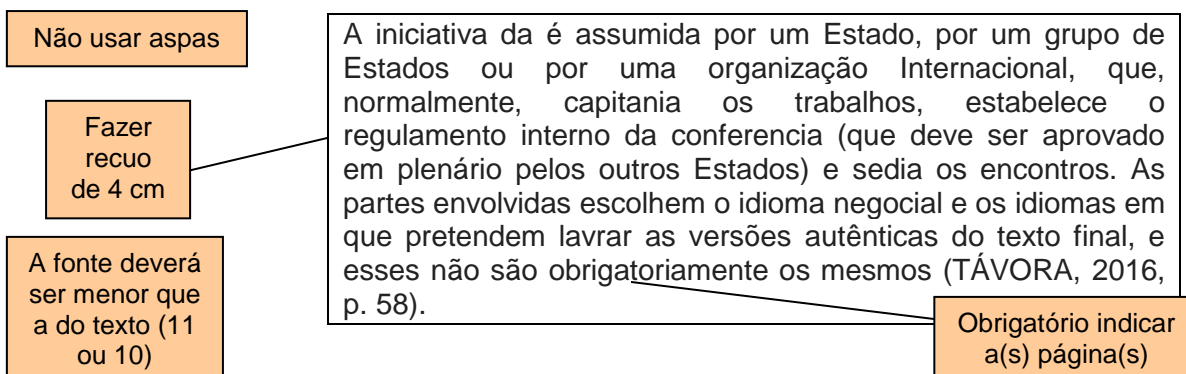 Não usar aspas
Fazer
recuo
de 4 cm
A fonte deverá
ser menor que
a do texto (11
ou 10)
A iniciativa da é assumida por um Estado, por um grupo de
Estados ou por uma organização Internacional, que,
normalmente, capitania os trabalhos, estabelece o
regulamento interno da conferencia (que deve ser aprovado
em plenário pelos outros Estados) e sedia os encontros. As
partes envolvidas escolhem o idioma negocial e os idiomas em
que pretendem lavrar as versões autênticas do texto final, e
esses não são obrigatoriamente os mesmos (TÁVORA, 2016,
p. 58).
Obrigatório indicar
a(s) página(s)